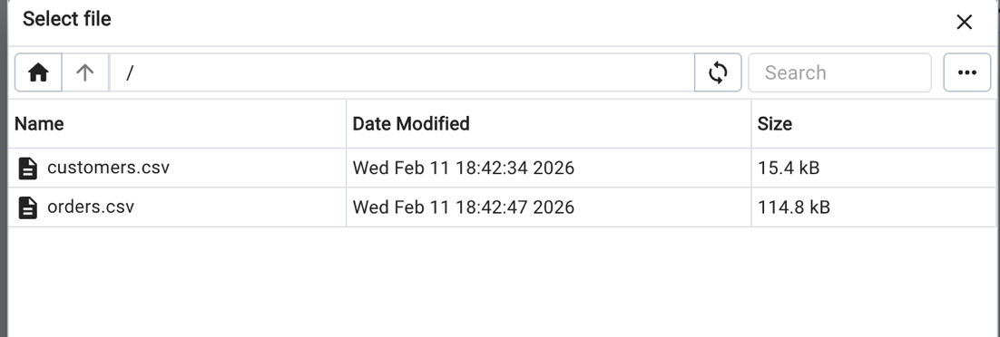 Select file
/ Search
Name Date Modified Size
customers.csv Wed Feb 11 18:42:34 2026 15.4 kB
orders.csv Wed Feb 11 18:42:47 2026 114.8 kB